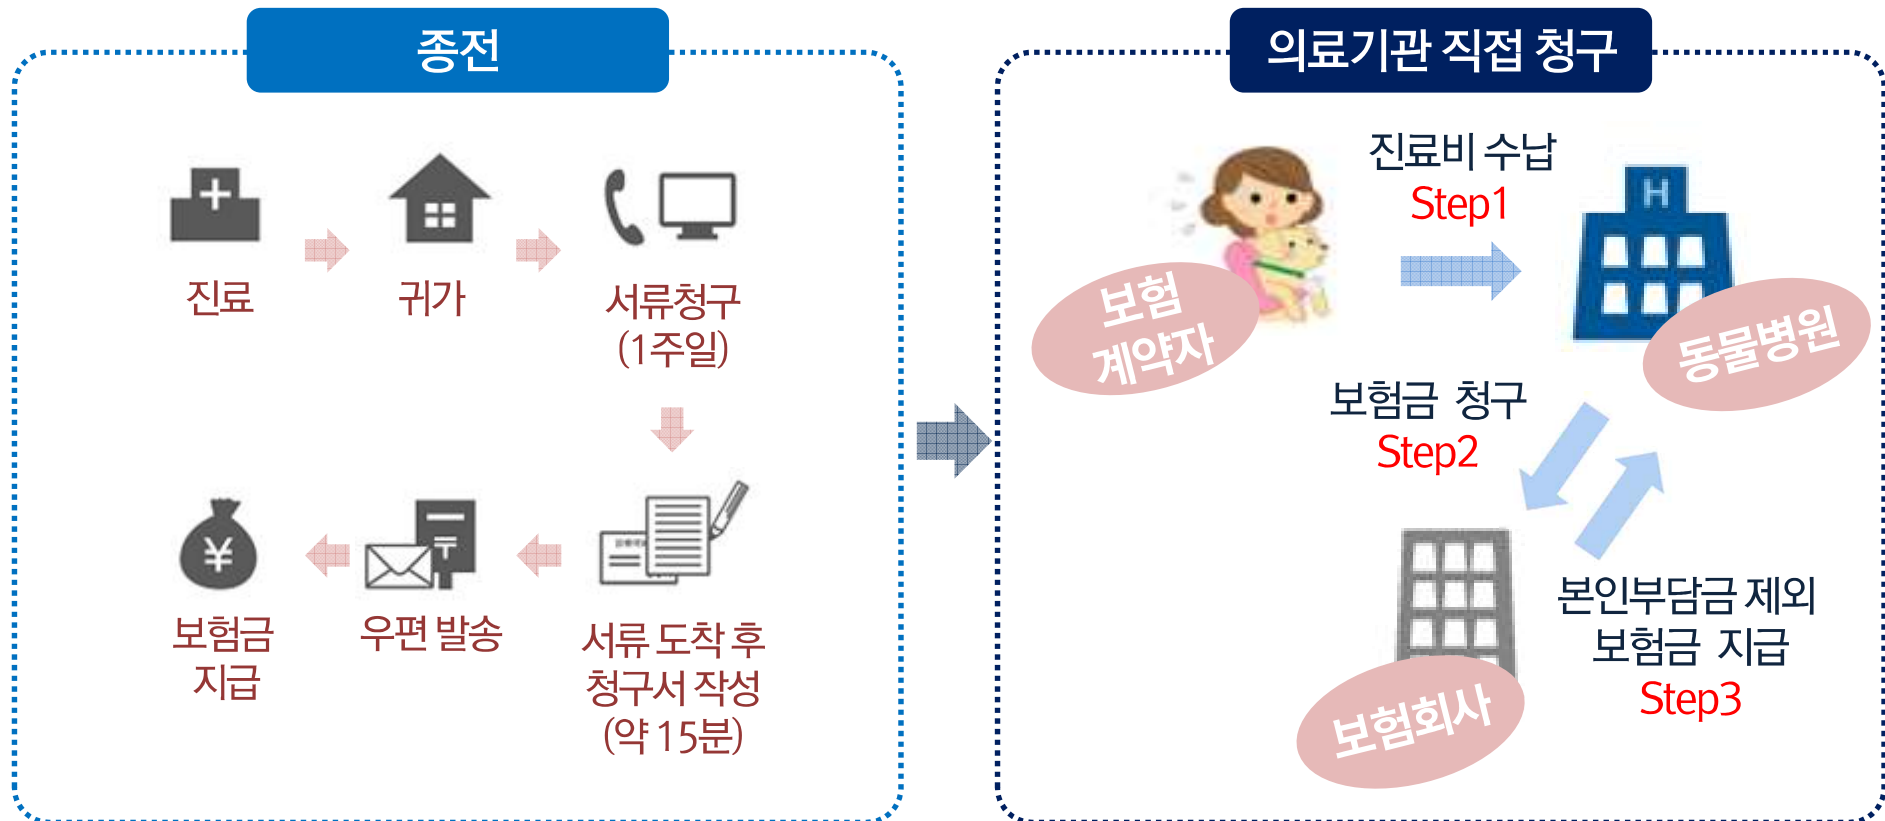 종전
진료
귀가
서류청구
(1주일)
서류 도착 후
청구서 작성
(약 15분)
우편 발송
보험금
지급
의료기관 직접 청구
진료비 수납
Step1
H
보험
계약자
동물병원
보험금 청구
Step2
본인부담금 제외
보험금 지급
Step3
보험회사